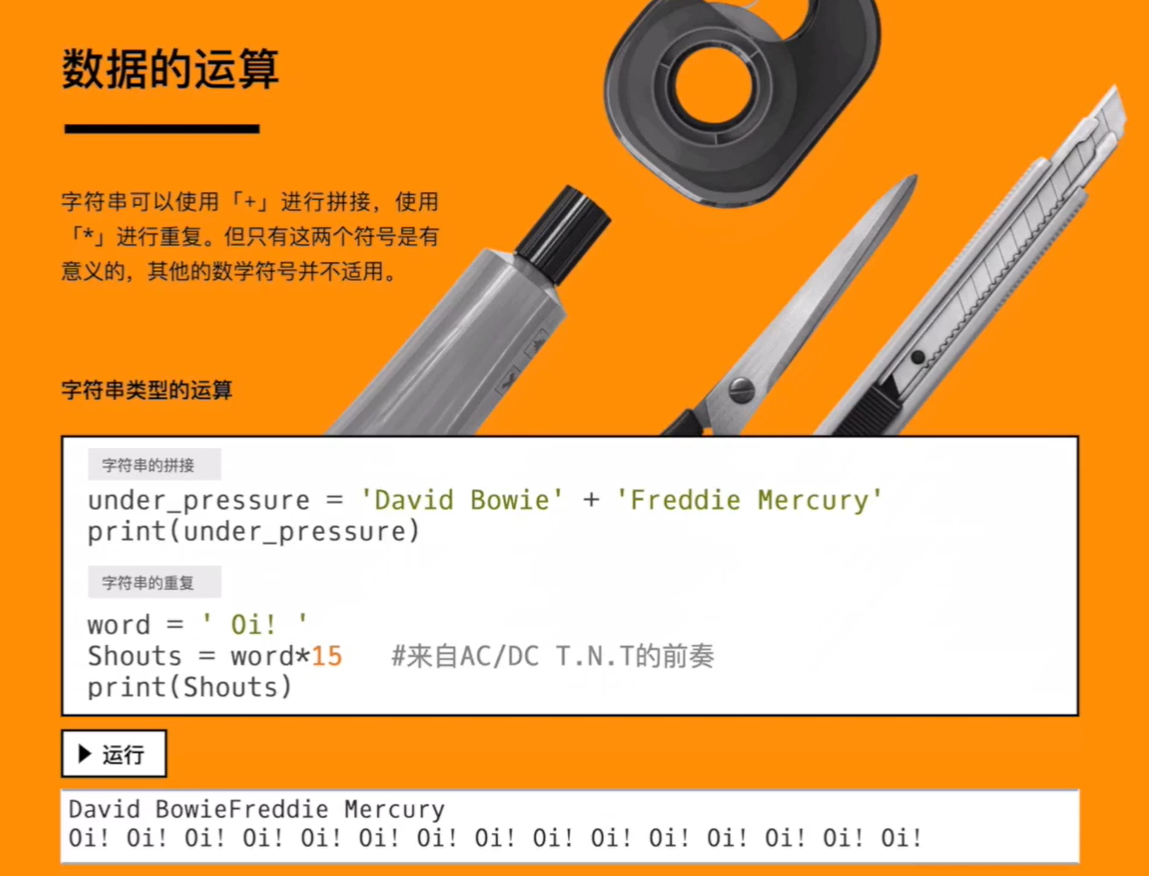 数据的运算
字符串可以使用「+」进行拼接，使用
「*」进行重复。但只有这两个符号是有
意义的，其他的数学符号并不适用。
字符串类型的运算
字符串的拼接
under_pressure = 'David Bowie' + 'Freddie Mercury'
print(under_pressure)
字符串的重复
word = ' Oi! '
Shouts = word*15   #来自AC/DC T.N.T的前奏
print(Shouts)
运行
David BowieFreddie Mercury
Oi! Oi! Oi! Oi! Oi! Oi! Oi! Oi! Oi! Oi! Oi! Oi! Oi! Oi! Oi!